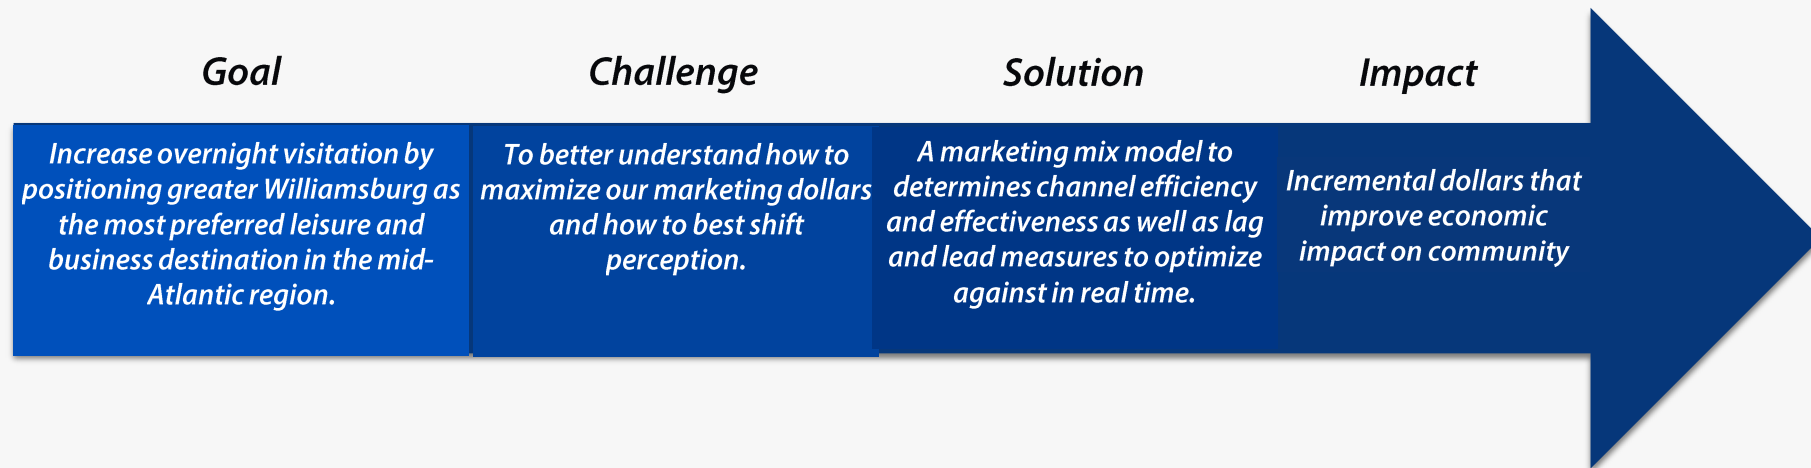 Goal
Increase overnight visitation by
positioning greater Williamsburg as
the most preferred leisure and
business destination in the mid-
Atlantic region.
Challenge
To better understand how to
maximize our marketing dollars
and how to best shift
perception.
Solution
A marketing mix model to
determines channel efficiency
and effectiveness as well as lag
and lead measures to optimize
against in real time.
Impact
Incremental dollars that
improve economic
impact on community